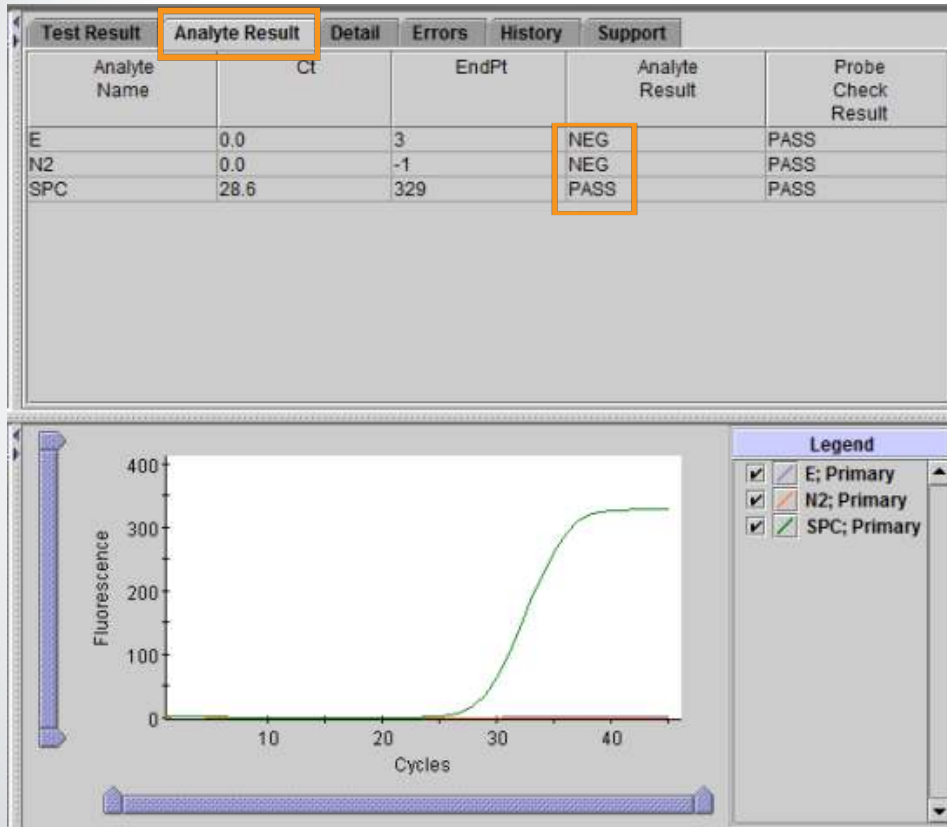 Test Result Analyte Result Detail Errors History Support
Analyte Name Ct EndPt Analyte Result Probe Check Result
E 0.0 3 NEG PASS
N2 0.0 -1 NEG PASS
SPC 28.6 329 PASS PASS
Legend
E; Primary
N2; Primary
SPC; Primary
400
300
200
100
0
Fluorescence
10 20 30 40
Cycles